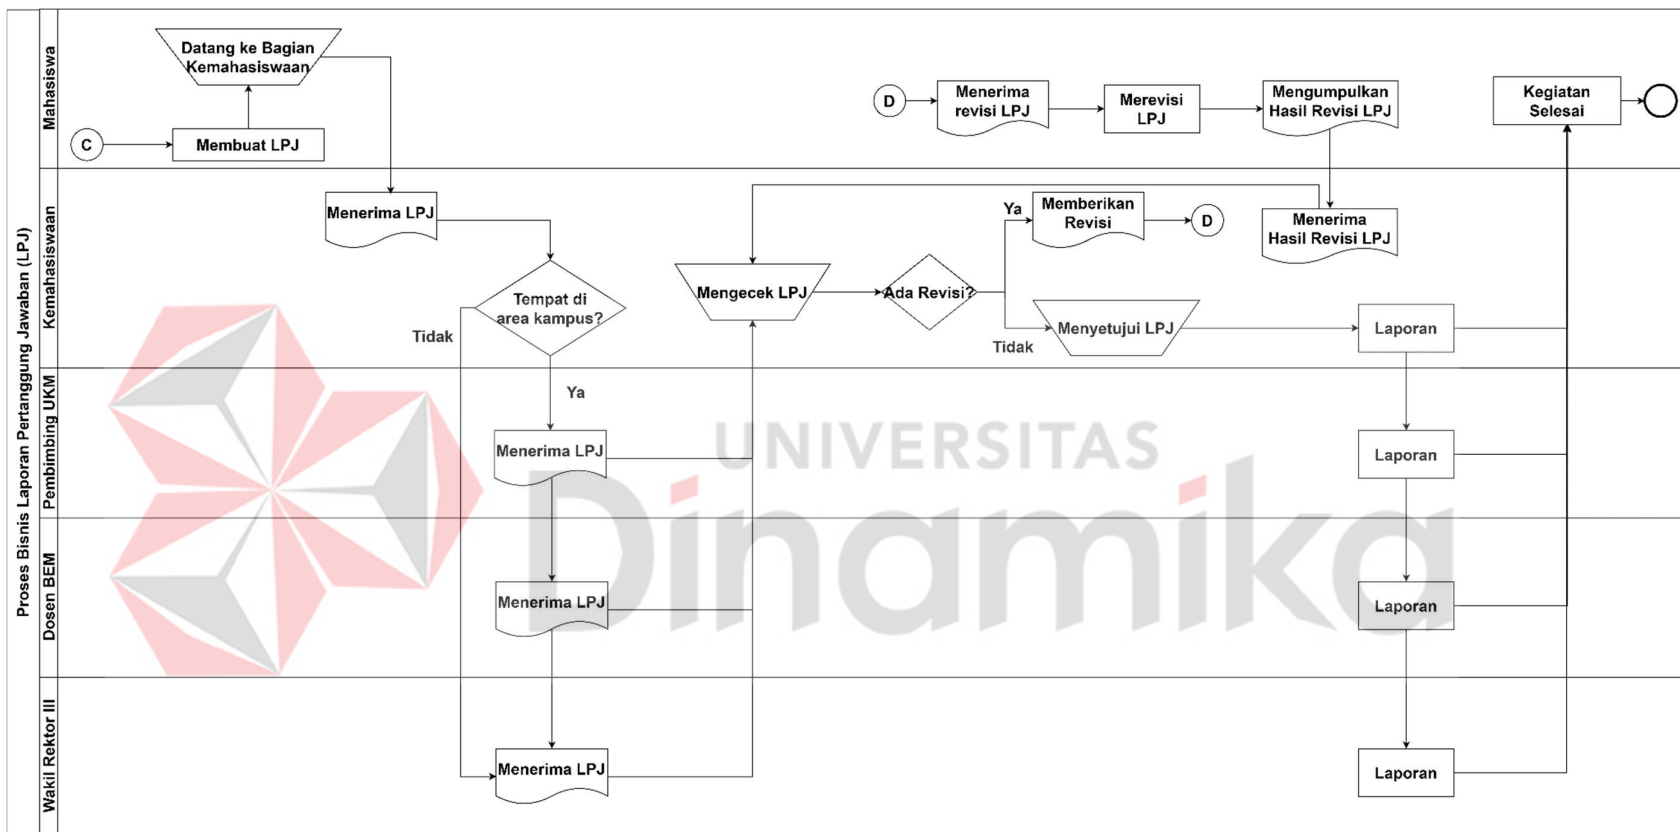 Proses Bisnis Laporan Pertanggung Jawaban (LPJ)
Mahasiswa
Datang ke Bagian
Kemahasiswaan
C
Membuat LPJ
D
Menerima
revisi LPJ
Merevisi
LPJ
Mengumpulkan
Hasil Revisi LPJ
Kegiatan
Selesai
Kemahasiswaan
Menerima LPJ
Tempat di
area kampus?
Tidak
Ya
Mengecek LPJ
Ada Revisi?
Ya
Memberikan
Revisi
D
Menerima
Hasil Revisi LPJ
Tidak
Menyetujui LPJ
Laporan
Pembimbing UKM
Menerima LPJ
Laporan
UNIVERSITAS
Dinamika
Dosen BEM
Menerima LPJ
Laporan
Wakil Rektor III
Menerima LPJ
Laporan